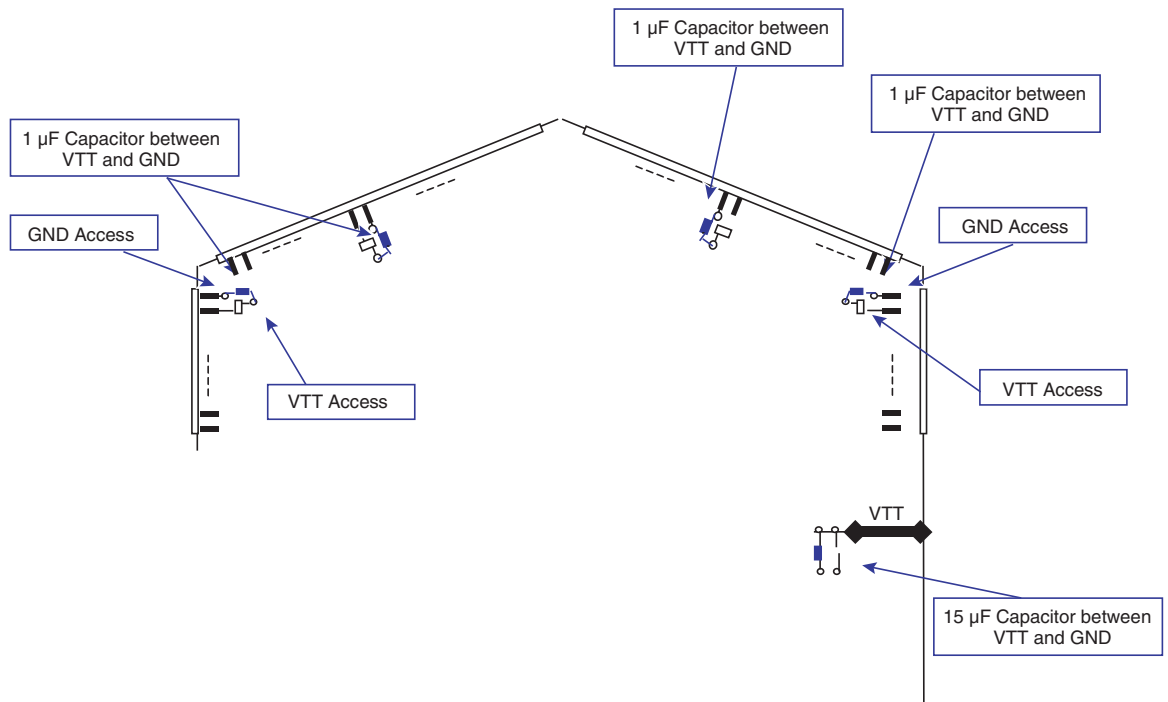 1 µF Capacitor between
VTT and GND
1 µF Capacitor between
VTT and GND
1 µF Capacitor between
VTT and GND
GND Access
GND Access
VTT Access
VTT Access
VTT
15 µF Capacitor between
VTT and GND